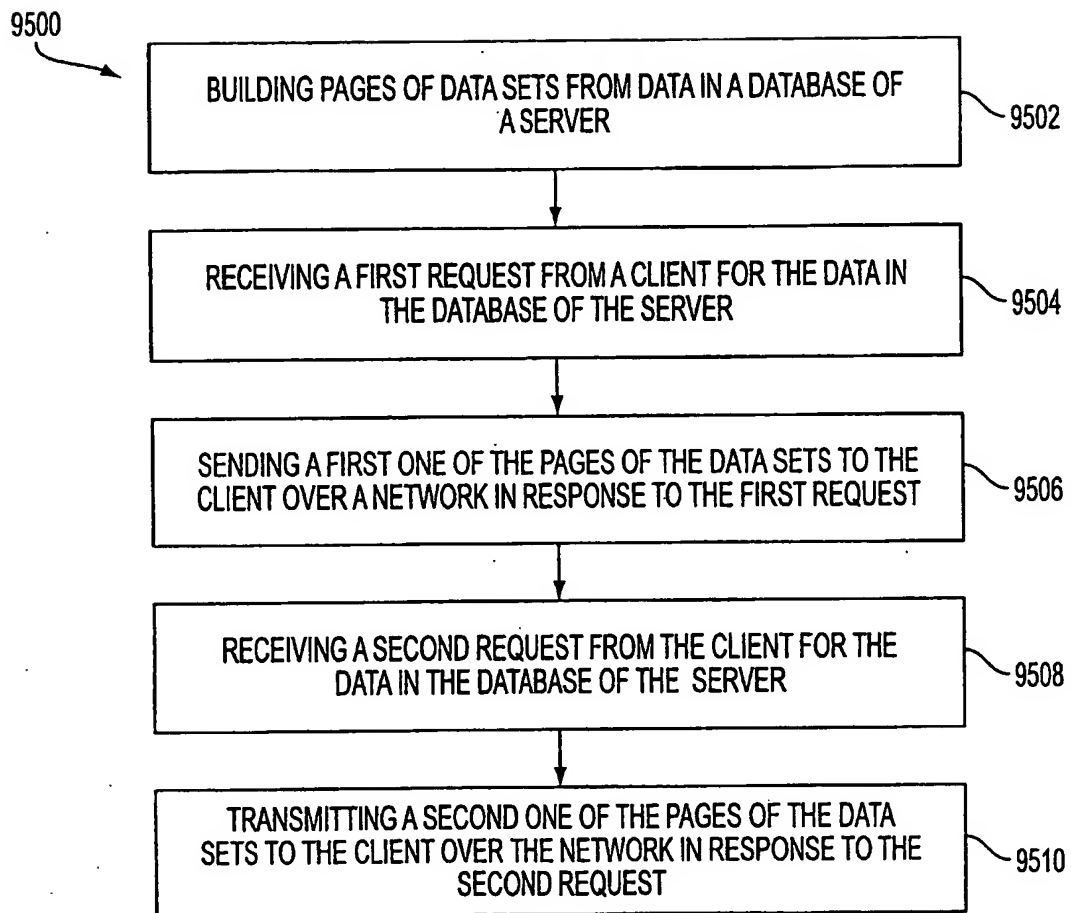 9500
BUILDING PAGES OF DATA SETS FROM DATA IN A DATABASE OF
A SERVER
9502
RECEIVING A FIRST REQUEST FROM A CLIENT FOR THE DATA IN
THE DATABASE OF THE SERVER
9504
SENDING A FIRST ONE OF THE PAGES OF THE DATA SETS TO THE
CLIENT OVER A NETWORK IN RESPONSE TO THE FIRST REQUEST
9506
RECEIVING A SECOND REQUEST FROM THE CLIENT FOR THE
DATA IN THE DATABASE OF THE SERVER
9508
TRANSMITTING A SECOND ONE OF THE PAGES OF THE DATA
SETS TO THE CLIENT OVER THE NETWORK IN RESPONSE TO THE
SECOND REQUEST
9510